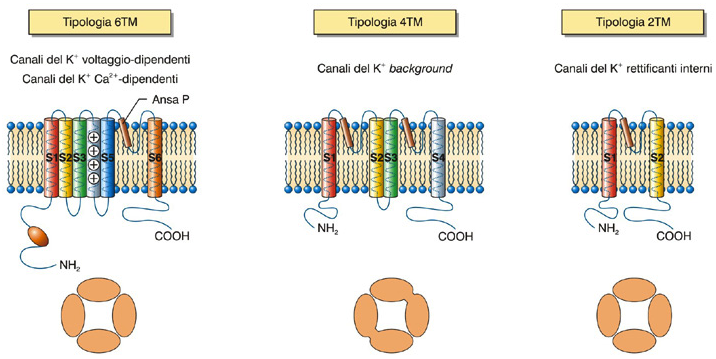 Tipologia 6TM
Canali del K⁺ voltaggio-dipendenti
Canali del K⁺ Ca²⁺-dipendenti
Ansa P
S1 S2 S3 S5 S6
+
+
+
+
COOH
NH₂
Tipologia 4TM
Canali del K⁺ background
S1 S2 S3 S4
NH₂
COOH
Tipologia 2TM
Canali del K⁺ rettificanti interni
S1 S2
NH₂
COOH